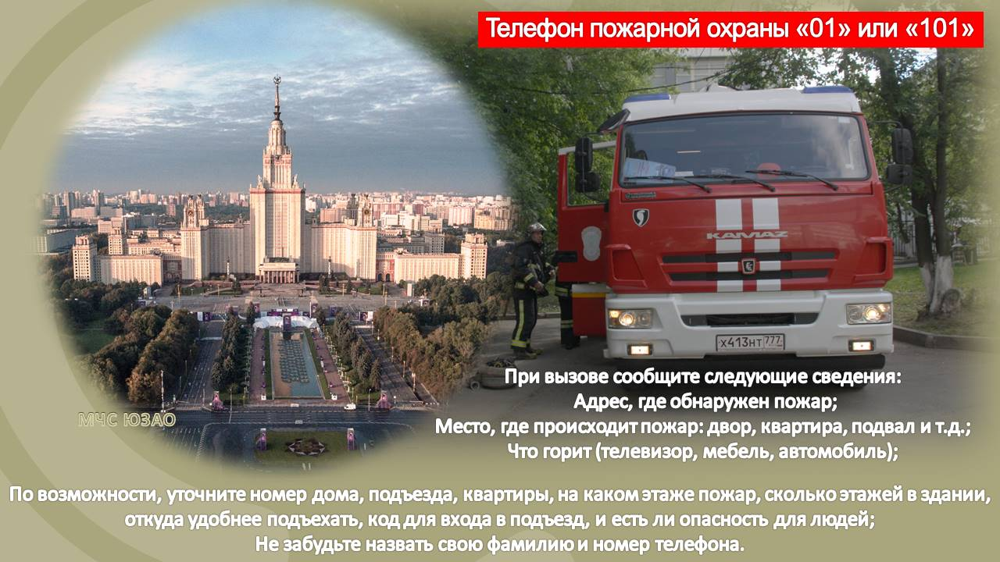 Телефон пожарной охраны «01» или «101»
KAMAZ
х413нт 777
МЧС ЮЗАО
При вызове сообщите следующие сведения:
Адрес, где обнаружен пожар;
Место, где происходит пожар: двор, квартира, подвал и т.д.;
Что горит (телевизор, мебель, автомобиль);
По возможности, уточните номер дома, подъезда, квартиры, на каком этаже пожар, сколько этажей в здании,
откуда удобнее подъехать, код для входа в подъезд, и есть ли опасность для людей;
Не забудьте назвать свою фамилию и номер телефона.